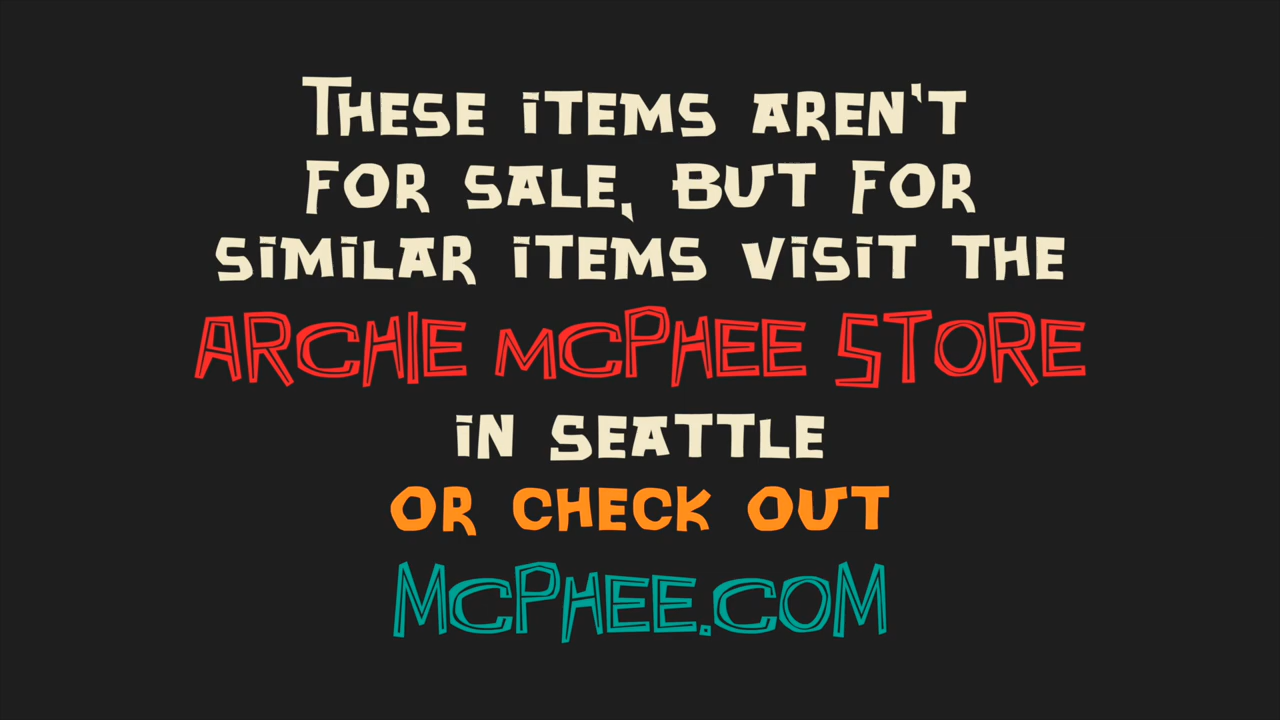 These items aren't
for sale, but for
similar items visit the
ARCHIE MCPHEE STORE
in Seattle
or check out
MCPHEE.COM